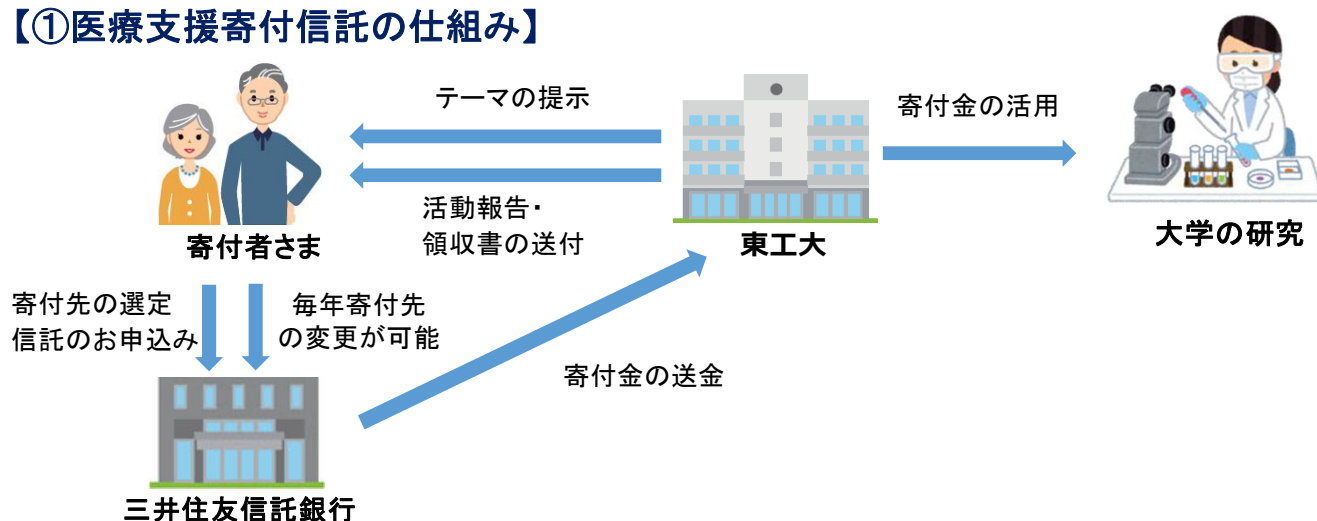 【①医療支援寄付信託の仕組み】
テーマの提示
寄付金の活用
活動報告・
領収書の送付
寄付者さま
東工大
大学の研究
寄付先の選定
信託のお申込み
毎年寄付先
の変更が可能
寄付金の送金
三井住友信託銀行